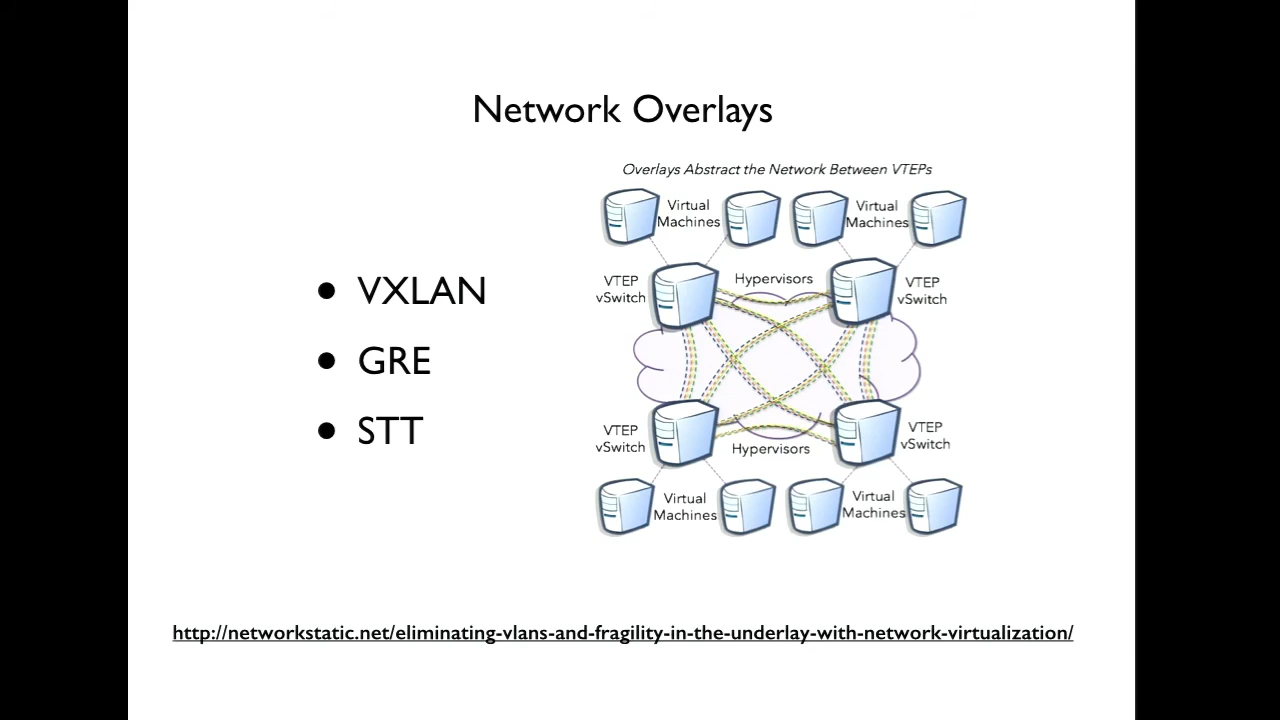 Network Overlays
VXLAN
GRE
STT
Overlays Abstract the Network Between VTEPs
Virtual
Machines
Virtual
Machines
VTEP
vSwitch
Hypervisors
VTEP
vSwitch
VTEP
vSwitch
Hypervisors
VTEP
vSwitch
Virtual
Machines
Virtual
Machines
http://networkstatic.net/eliminating-vlans-and-fragility-in-the-underlay-with-network-virtualization/